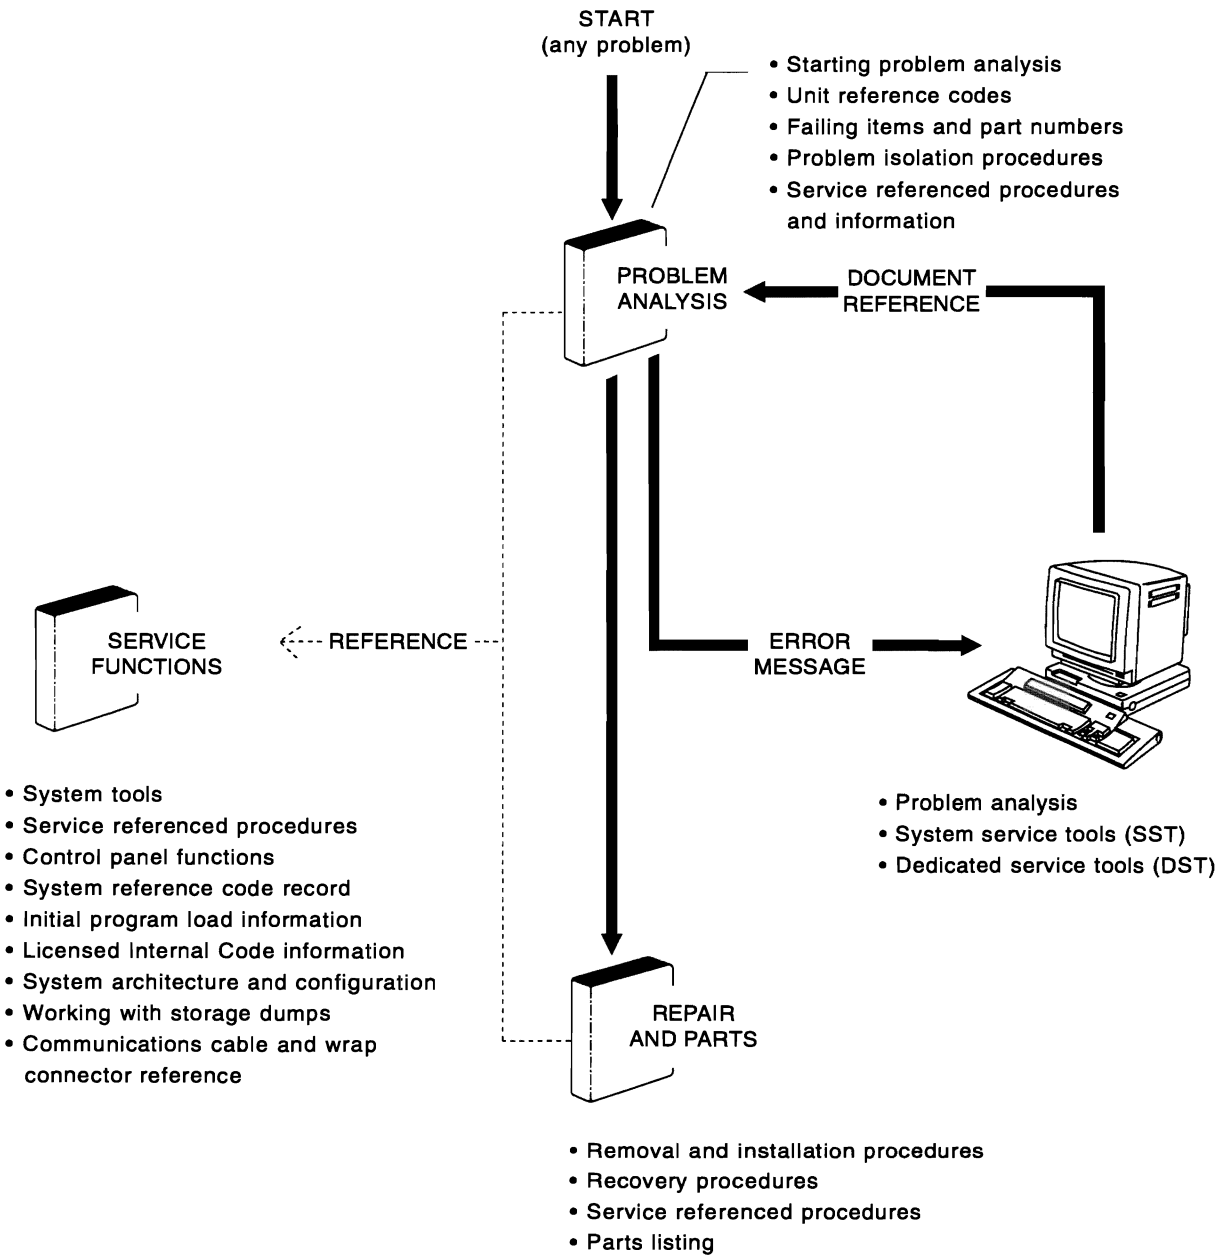 START
(any problem)
• Starting problem analysis
• Unit reference codes
• Failing items and part numbers
• Problem isolation procedures
• Service referenced procedures
and information
PROBLEM
ANALYSIS
DOCUMENT
REFERENCE
SERVICE
FUNCTIONS
REFERENCE
ERROR
MESSAGE
• System tools
• Service referenced procedures
• Control panel functions
• System reference code record
• Initial program load information
• Licensed Internal Code information
• System architecture and configuration
• Working with storage dumps
• Communications cable and wrap
connector reference
• Problem analysis
• System service tools (SST)
• Dedicated service tools (DST)
REPAIR
AND PARTS
• Removal and installation procedures
• Recovery procedures
• Service referenced procedures
• Parts listing